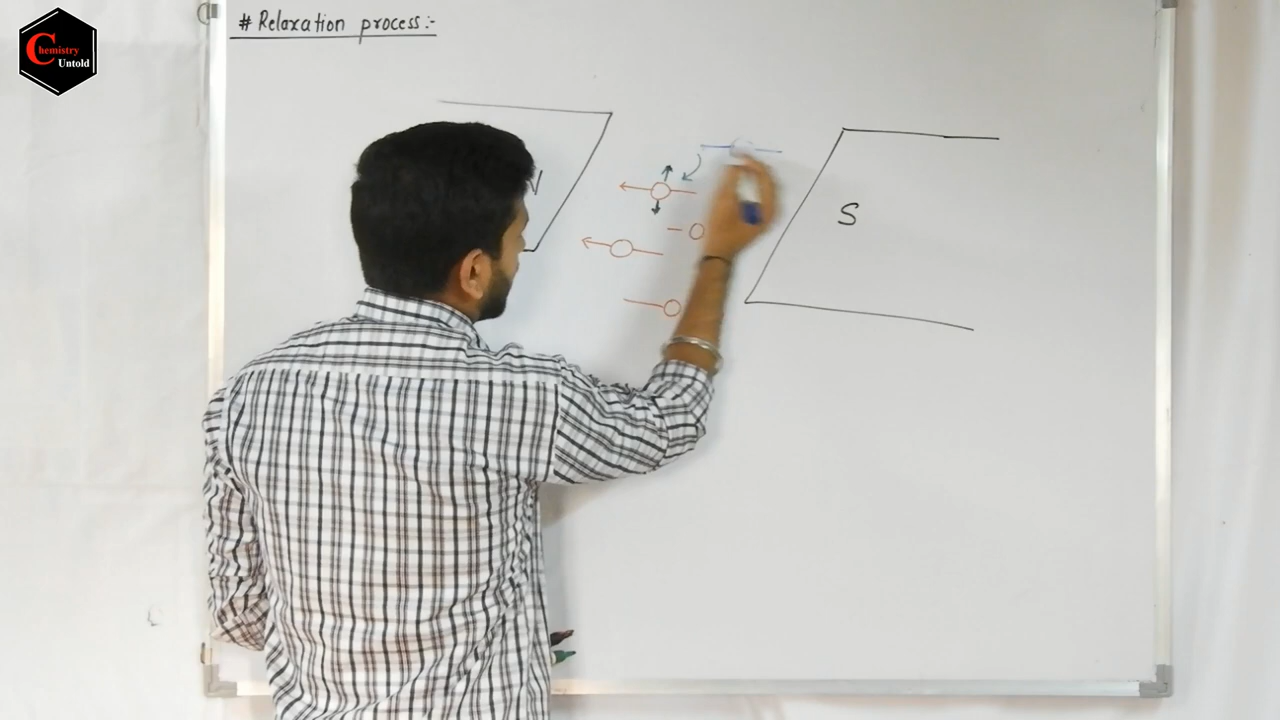 Chemistry
Untold
# Relaxation process:-
S